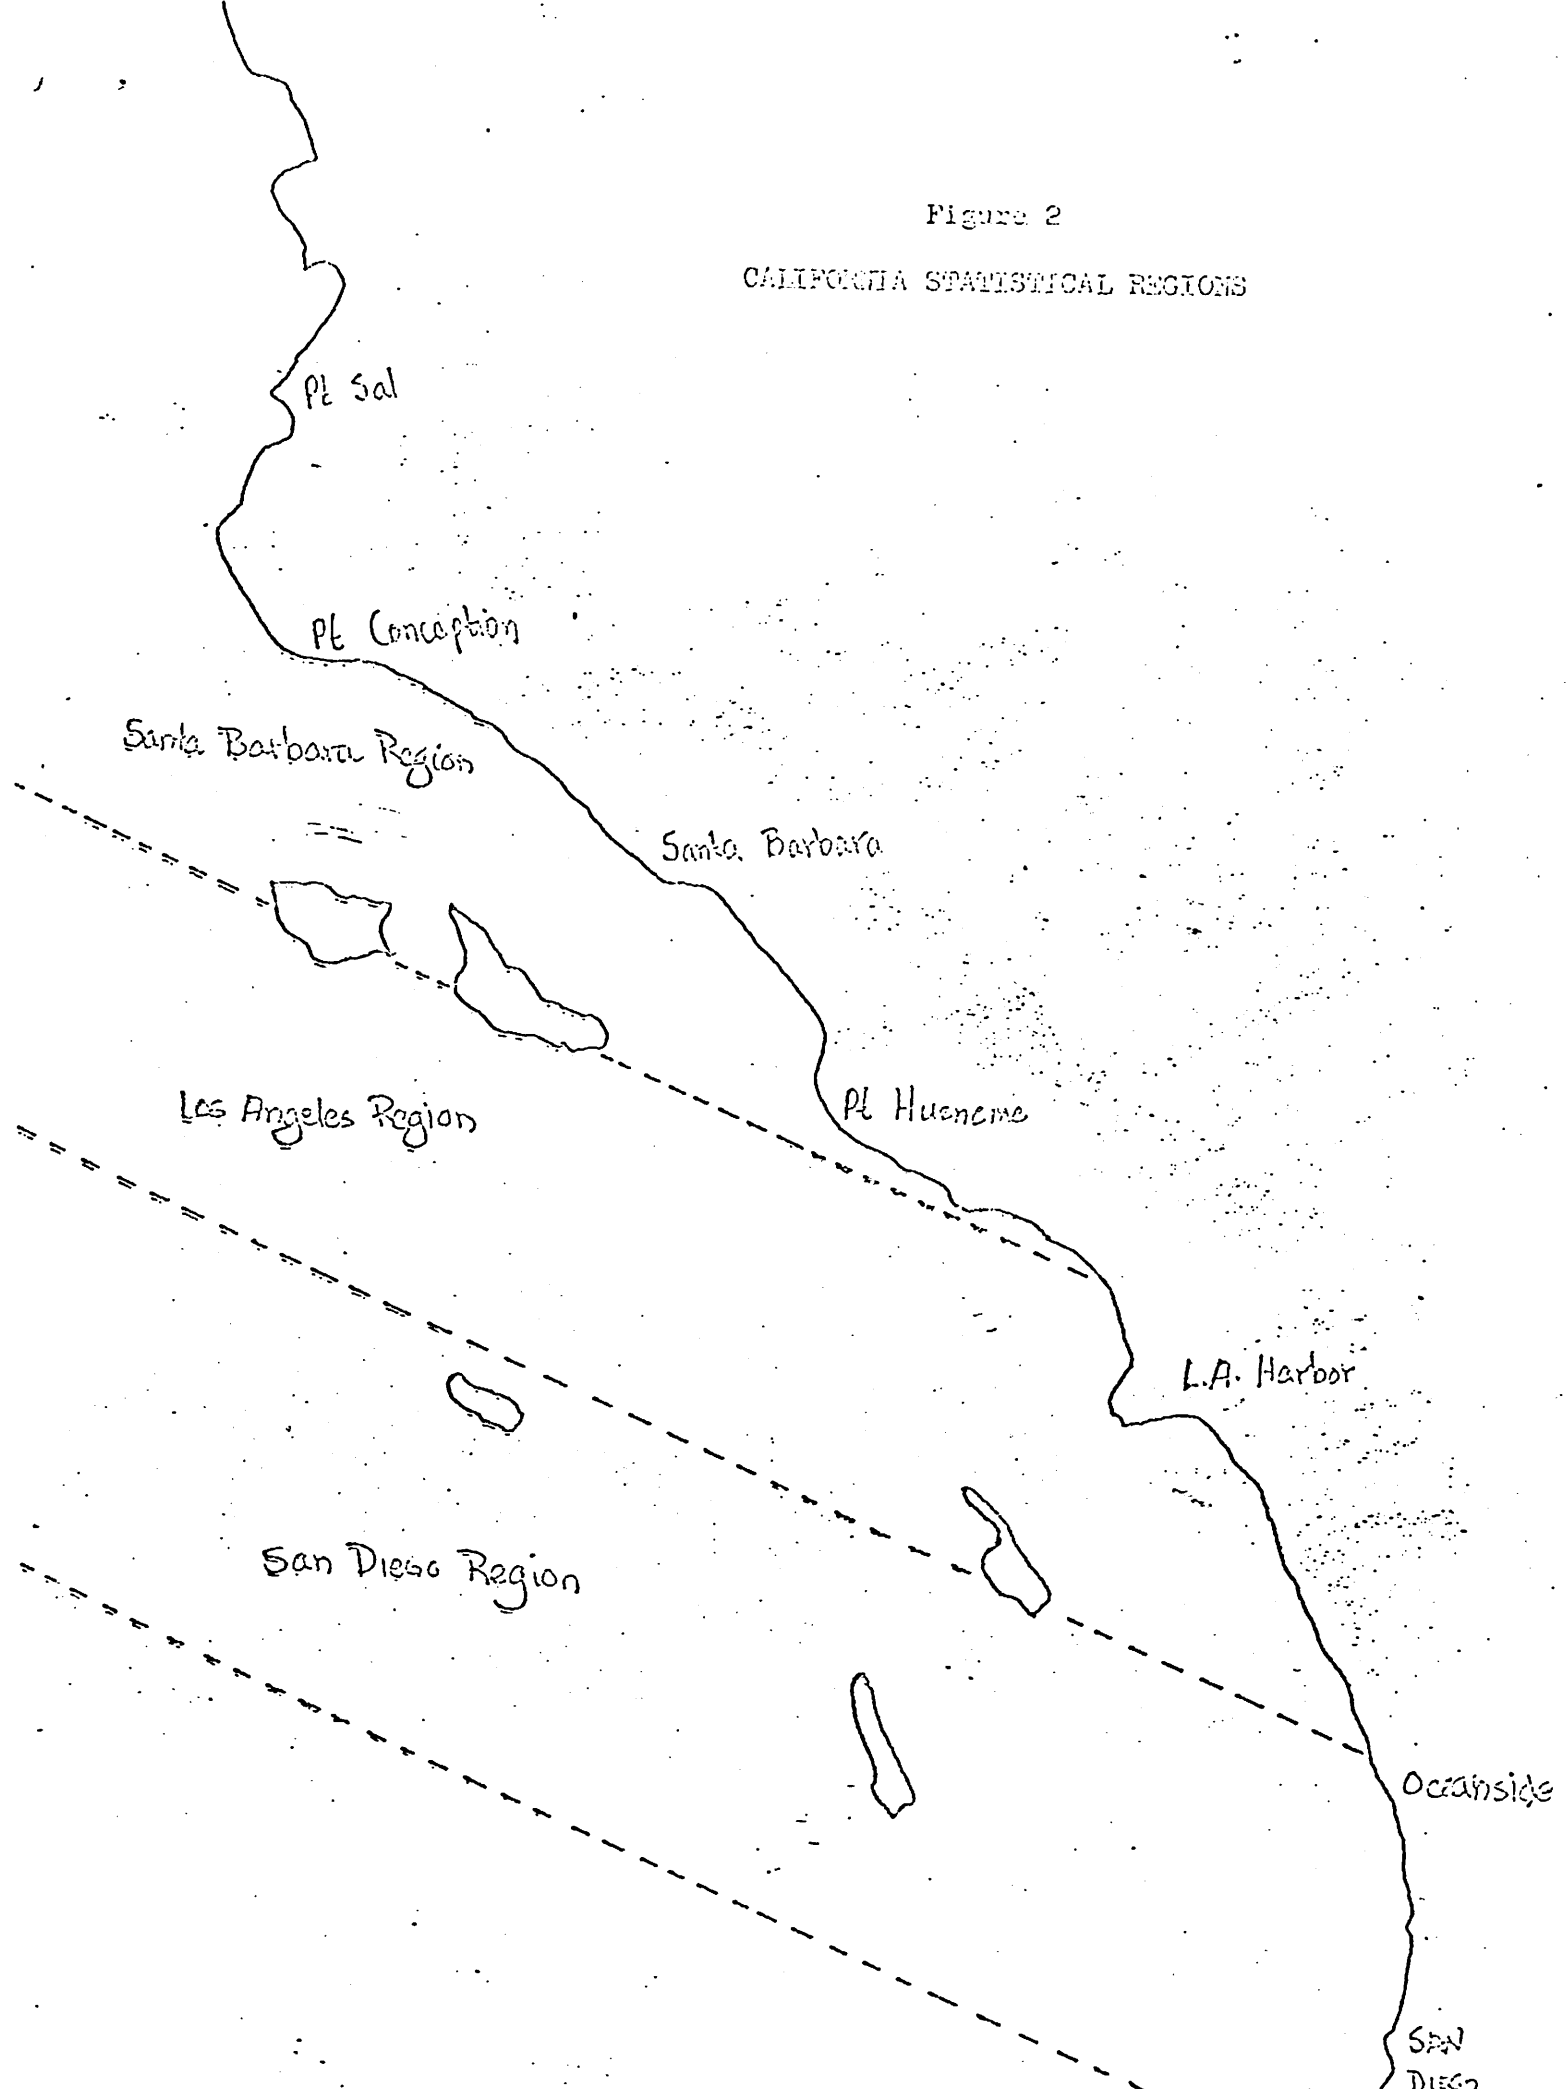 Figure 2
CALIFORNIA STATISTICAL REGIONS
Pt Sal
Pt Conception
Santa Barbara Region
Santa Barbara
Los Angeles Region
Pt Hueneme
L.A. Harbor
San Diego Region
Oceanside
SAN
DIEGO